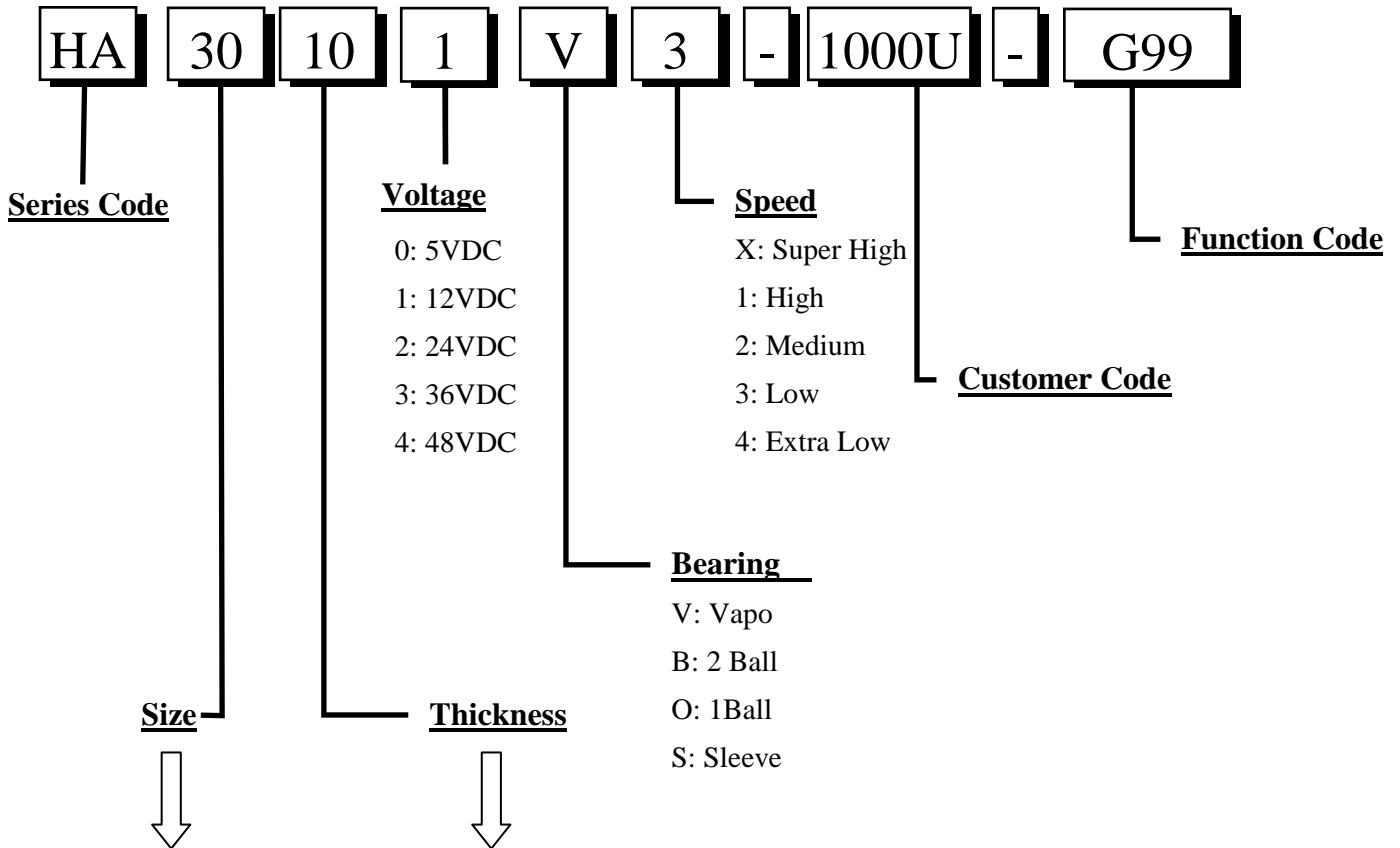 HA 30 10 1 V 3 - 1000U - G99
Series Code
Voltage
0: 5VDC
1: 12VDC
2: 24VDC
3: 36VDC
4: 48VDC
Speed
X: Super High
1: High
2: Medium
3: Low
4: Extra Low
Function Code
Customer Code
Bearing
V: Vapo
B: 2 Ball
O: 1Ball
S: Sleeve
Size
Thickness